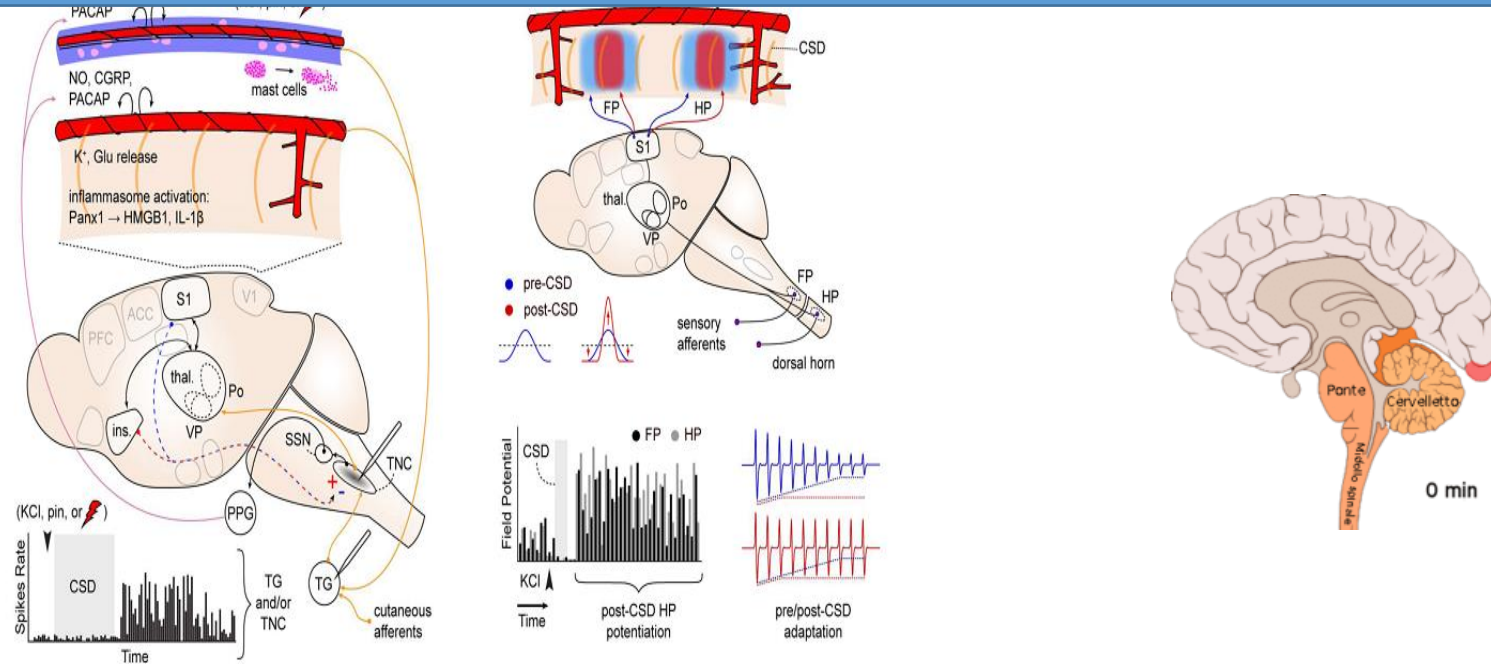 PACAP
NO, CGRP,
PACAP
mast cells
K⁺, Glu release
inflammasome activation:
Panx1 → HMGB1, IL-1β
PFC
ACC
S1
V1
thal.
Po
VP
ins.
SSN
TNC
+
-
PPG
TG
cutaneous
afferents
(KCl, pin, or )
Spikes Rate
CSD
Time
TG
and/or
TNC
CSD
FP
HP
S1
thal.
Po
VP
FP
HP
pre-CSD
post-CSD
sensory
afferents
dorsal horn
Field Potential
CSD
FP
HP
KCl
Time
post-CSD HP
potentiation
pre/post-CSD
adaptation
Ponte
Cervelletto
Midollo spinale
0 min